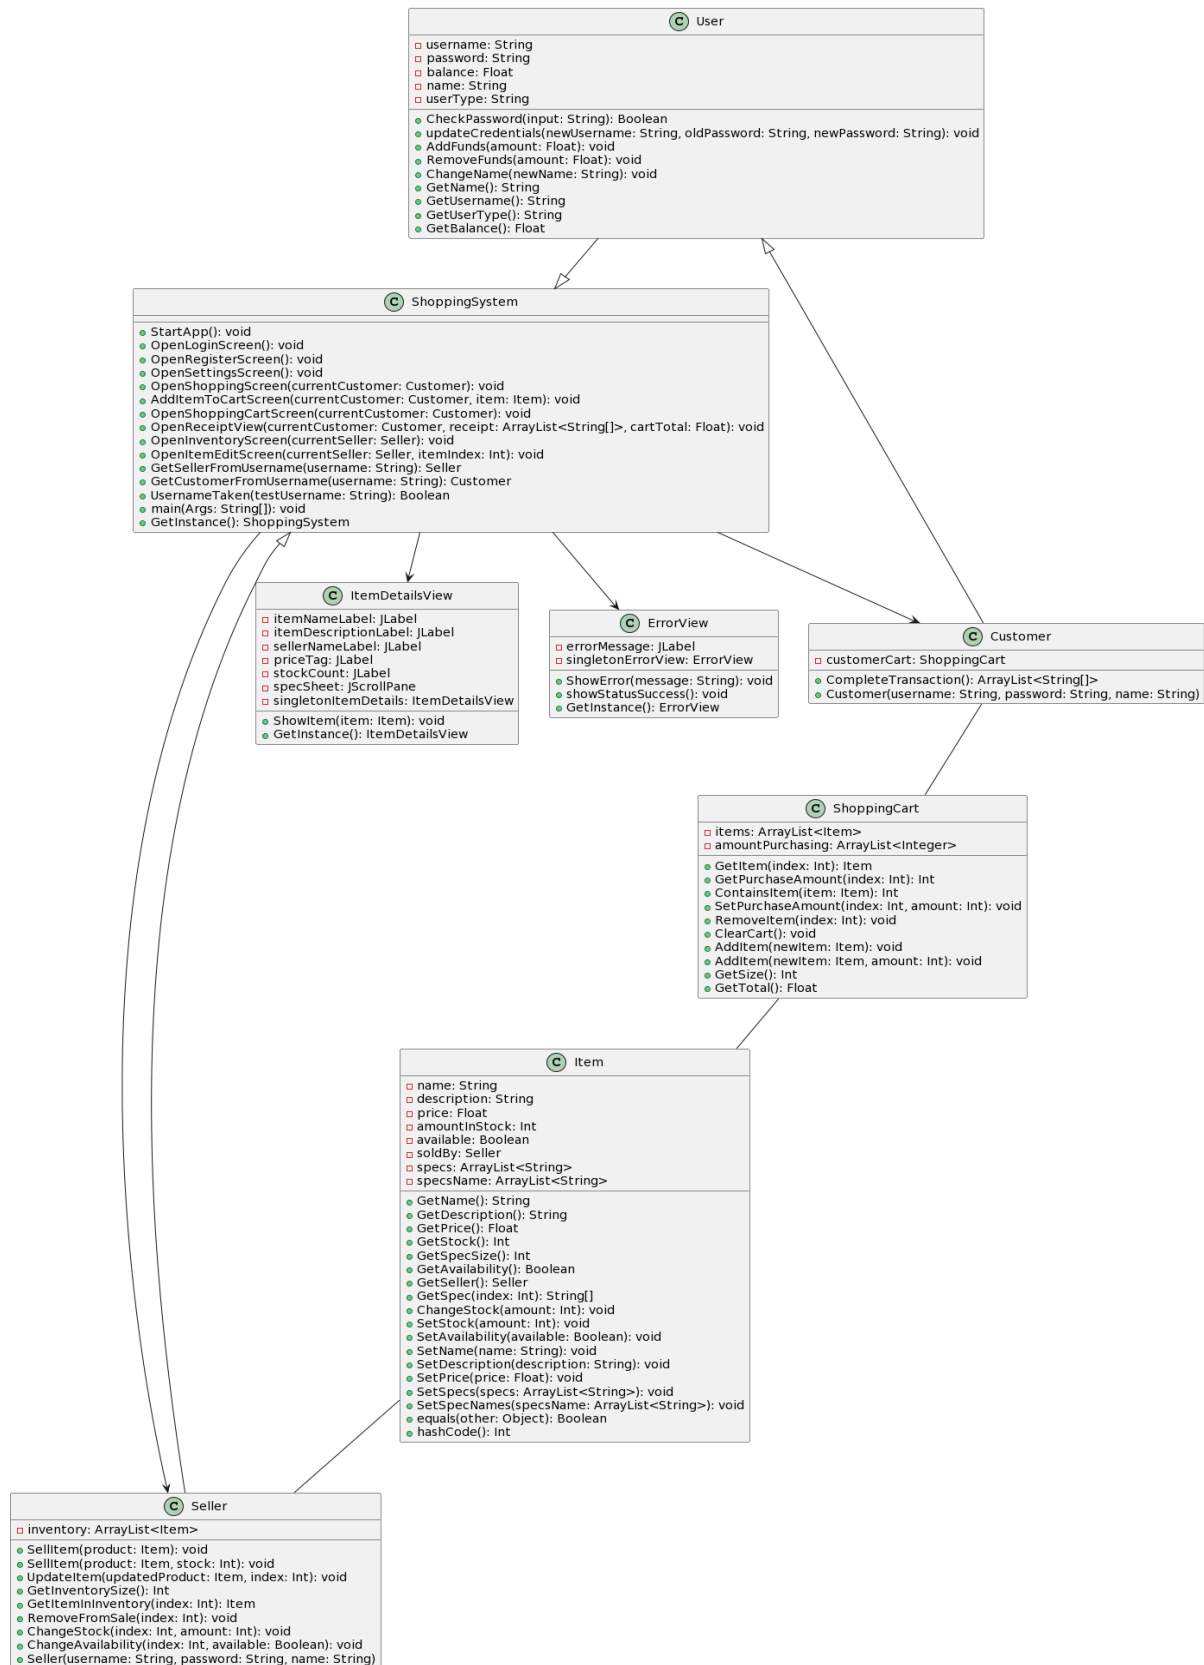 C User
username: String
password: String
balance: Float
name: String
userType: String
CheckPassword(input: String): Boolean
updateCredentials(newUsername: String, oldPassword: String, newPassword: String): void
AddFunds(amount: Float): void
RemoveFunds(amount: Float): void
ChangeName(newName: String): void
GetName(): String
GetUsername(): String
GetUserType(): String
GetBalance(): Float
C ShoppingSystem
StartApp(): void
OpenLoginScreen(): void
OpenRegisterScreen(): void
OpenSettingsScreen(): void
OpenShoppingScreen(currentCustomer: Customer): void
AddItemToCartScreen(currentCustomer: Customer, item: Item): void
OpenShoppingCartScreen(currentCustomer: Customer): void
OpenReceiptView(currentCustomer: Customer, receipt: ArrayList<String[]>, cartTotal: Float): void
OpenInventoryScreen(currentSeller: Seller): void
OpenItemEditScreen(currentSeller: Seller, itemIndex: Int): void
GetSellerFromUsername(username: String): Seller
GetCustomerFromUsername(username: String): Customer
UsernameTaken(testUsername: String): Boolean
main(Args: String[]): void
GetInstance(): ShoppingSystem
C ItemDetailsView
itemNameLabel: JLabel
itemDescriptionLabel: JLabel
sellerNameLabel: JLabel
priceTag: JLabel
stockCount: JLabel
specSheet: JScrollPane
singletonItemDetails: ItemDetailsView
ShowItem(item: Item): void
GetInstance(): ItemDetailsView
C ErrorView
errorMessage: JLabel
singletonErrorView: ErrorView
ShowError(message: String): void
showStatusSuccess(): void
GetInstance(): ErrorView
C Customer
customerCart: ShoppingCart
CompleteTransaction(): ArrayList<String[]>
Customer(username: String, password: String, name: String)
C ShoppingCart
items: ArrayList<Item>
amountPurchasing: ArrayList<Integer>
GetItem(index: Int): Item
GetPurchaseAmount(index: Int): Int
ContainsItem(item: Item): Int
SetPurchaseAmount(index: Int, amount: Int): void
RemoveItem(index: Int): void
ClearCart(): void
AddItem(newItem: Item): void
AddItem(newItem: Item, amount: Int): void
GetSize(): Int
GetTotal(): Float
C Item
name: String
description: String
price: Float
amountInStock: Int
available: Boolean
soldBy: Seller
specs: ArrayList<String>
specsName: ArrayList<String>
GetName(): String
GetDescription(): String
GetPrice(): Float
GetStock(): Int
GetSpecSize(): Int
GetAvailability(): Boolean
GetSeller(): Seller
GetSpec(index: Int): String[]
ChangeStock(amount: Int): void
SetStock(amount: Int): void
SetAvailability(available: Boolean): void
SetName(name: String): void
SetDescription(description: String): void
SetPrice(price: Float): void
SetSpecs(specs: ArrayList<String>): void
SetSpecNames(specsName: ArrayList<String>): void
equals(other: Object): Boolean
hashCode(): Int
C Seller
inventory: ArrayList<Item>
SellItem(product: Item): void
SellItem(product: Item, stock: Int): void
UpdateItem(updatedProduct: Item, index: Int): void
GetInventorySize(): Int
GetItemInInventory(index: Int): Item
RemoveFromSale(index: Int): void
ChangeStock(index: Int, amount: Int): void
ChangeAvailability(index: Int, available: Boolean): void
Seller(username: String, password: String, name: String)